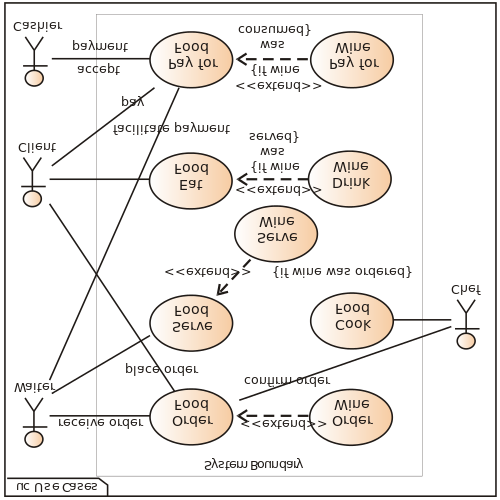 uc Use Cases
System Boundary
Waiter
receive order
Order
Food
<<extend>>
Order
Wine
place order
confirm order
Serve
Food
Cook
Food
Chef
<<extend>>
{if wine was ordered}
Serve
Wine
Client
Eat
Food
<<extend>>
{if wine
was
served}
Drink
Wine
facilitate payment
pay
Cashier
accept
payment
Pay for
Food
<<extend>>
{if wine
was
consumed}
Pay for
Wine